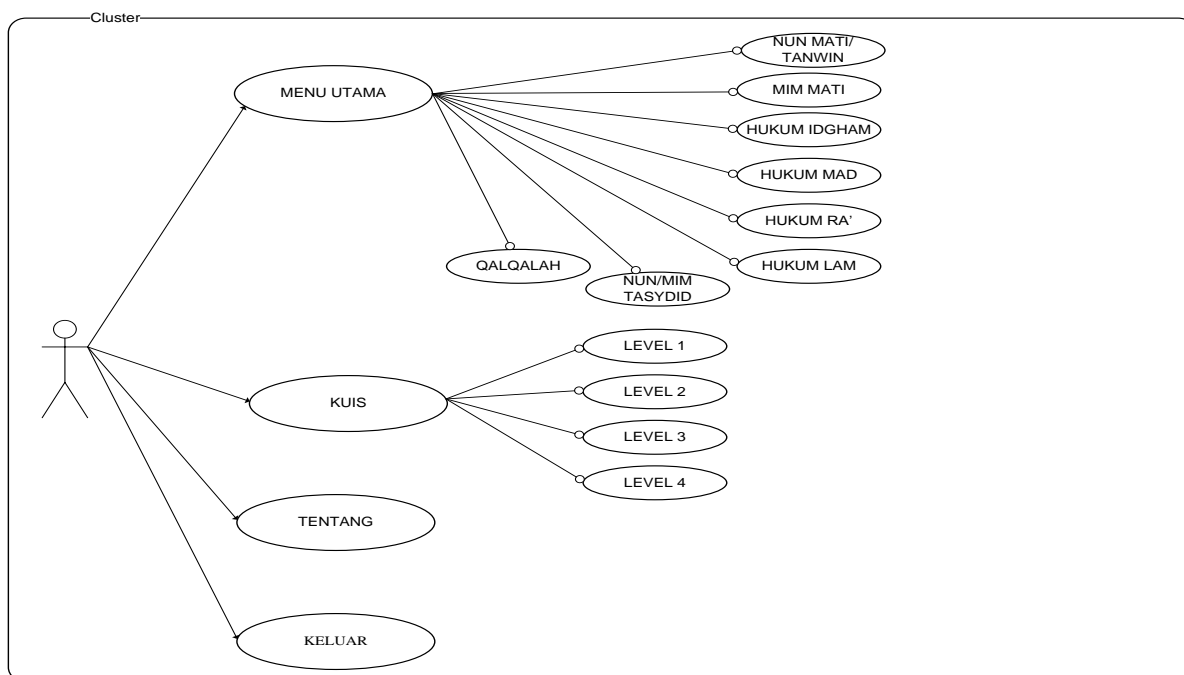 Cluster
NUN MATI/
TANWIN
MENU UTAMA
MIM MATI
HUKUM IDGHAM
HUKUM MAD
HUKUM RA'
QALQALAH
HUKUM LAM
NUN/MIM
TASYDID
LEVEL 1
KUIS
LEVEL 2
LEVEL 3
LEVEL 4
TENTANG
KELUAR